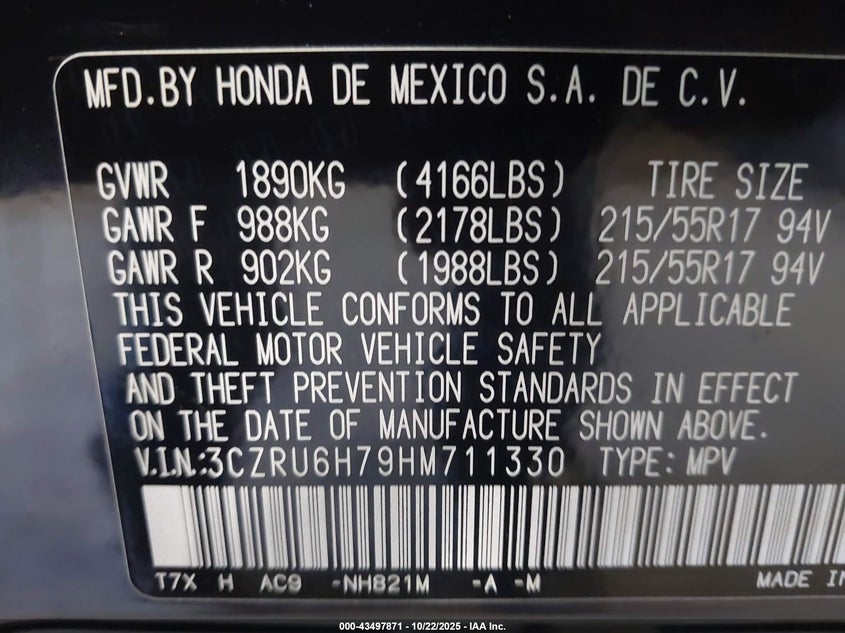 MFD.BY HONDA DE MEXICO S.A. DE C.V.
GVWR 1890KG (4166LBS) TIRE SIZE
GAWR F 988KG (2178LBS) 215/55R17 94V
GAWR R 902KG (1988LBS) 215/55R17 94V
THIS VEHICLE CONFORMS TO ALL APPLICABLE
FEDERAL MOTOR VEHICLE SAFETY
AND THEFT PREVENTION STANDARDS IN EFFECT
ON THE DATE OF MANUFACTURE SHOWN ABOVE.
V.I.N.:3CZRU6H79HM711330 TYPE: MPV
T7X H AC9 -NH821M -A -M MADE IN
000-43497871 - 10/22/2025 - IAA Inc.